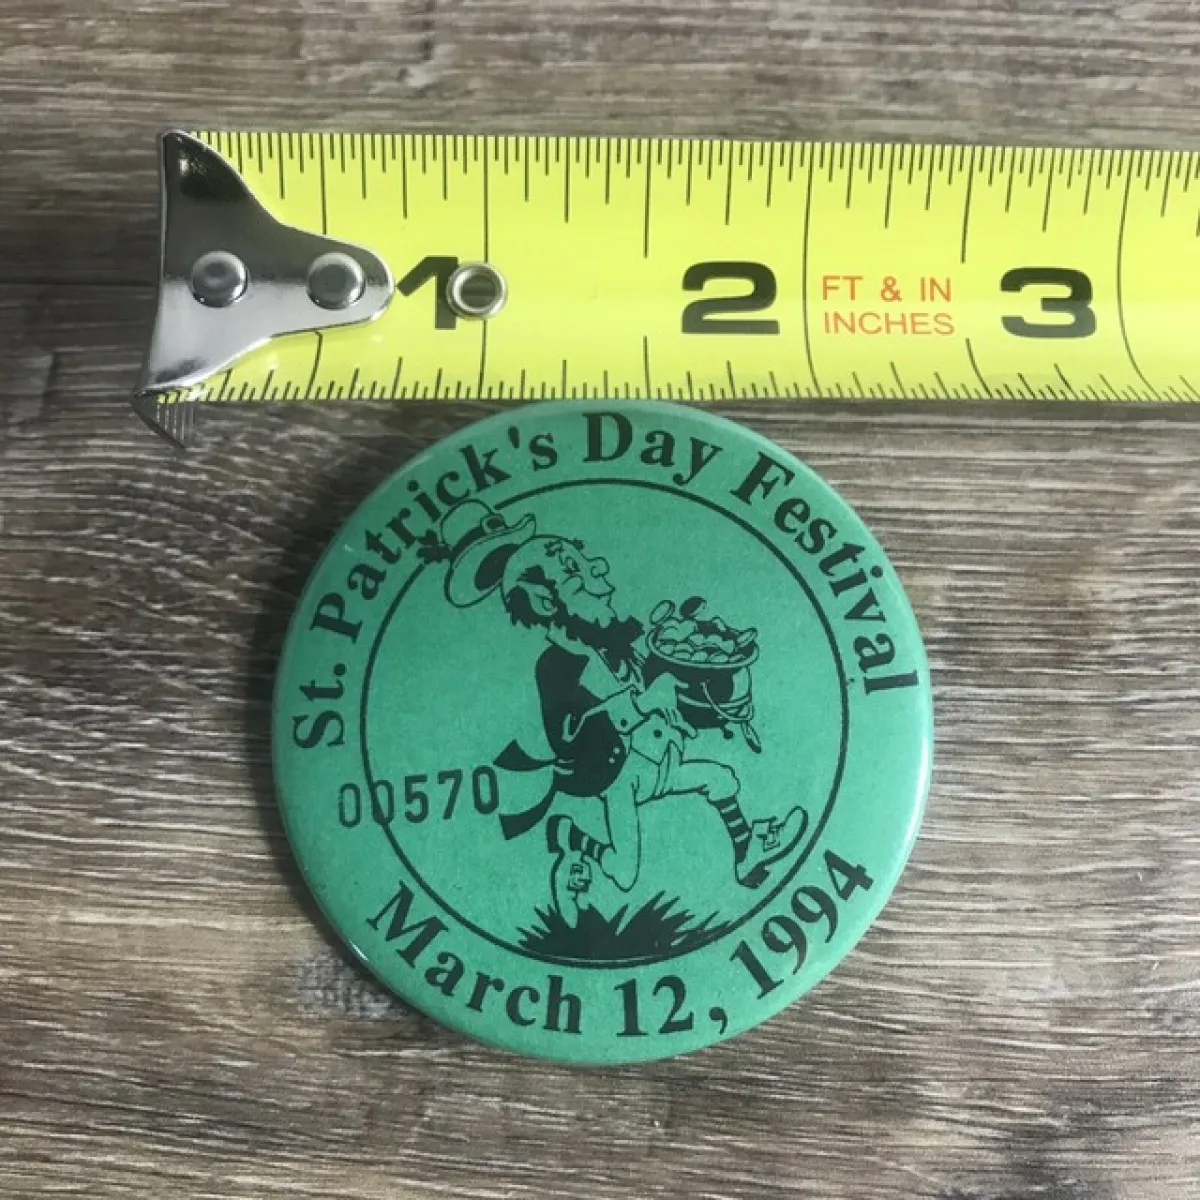 1 2 FT & IN 3
INCHES
St. Patrick's Day Festival
00570
March 12, 1994